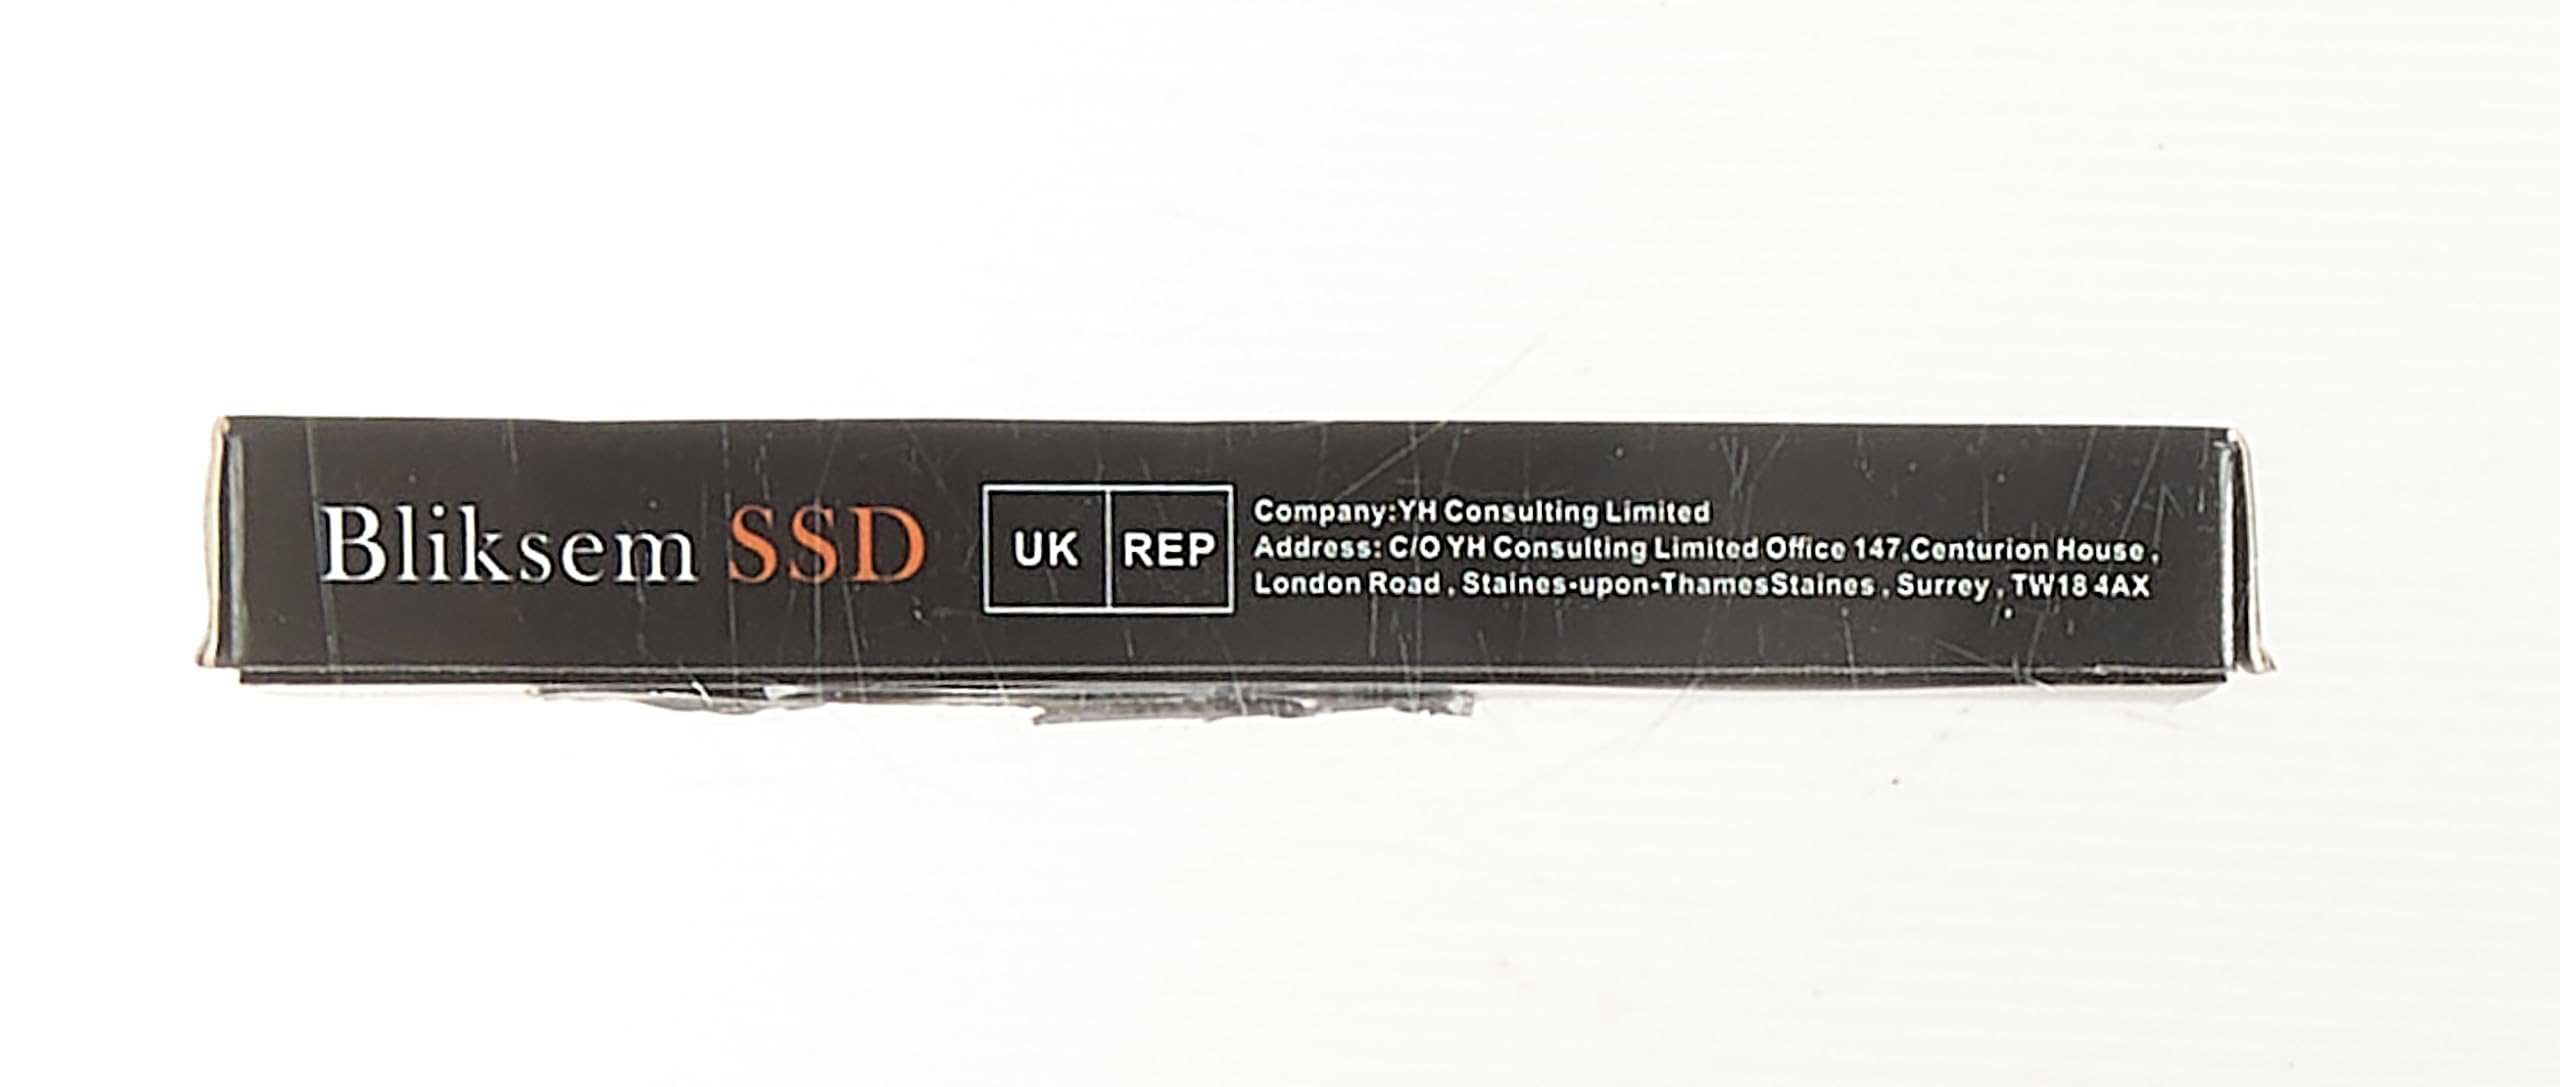 Bliksem SSD
UK REP
Company:YH Consulting Limited
Address: C/O YH Consulting Limited Office 147,Centurion House,
London Road, Staines-upon-ThamesStaines, Surrey, TW18 4AX